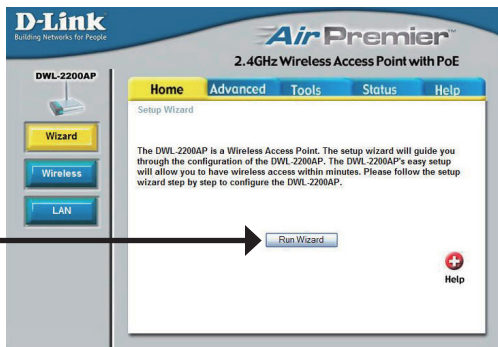 D-Link
Building Networks for People
Air Premier™
2.4GHz Wireless Access Point with PoE
DWL-2200AP
Home Advanced Tools Status Help
Setup Wizard
Wizard
Wireless
LAN
The DWL-2200AP is a Wireless Access Point. The setup wizard will guide you
through the configuration of the DWL-2200AP. The DWL-2200AP's easy setup
will allow you to have wireless access within minutes. Please follow the setup
wizard step by step to configure the DWL-2200AP.
Run Wizard
Help